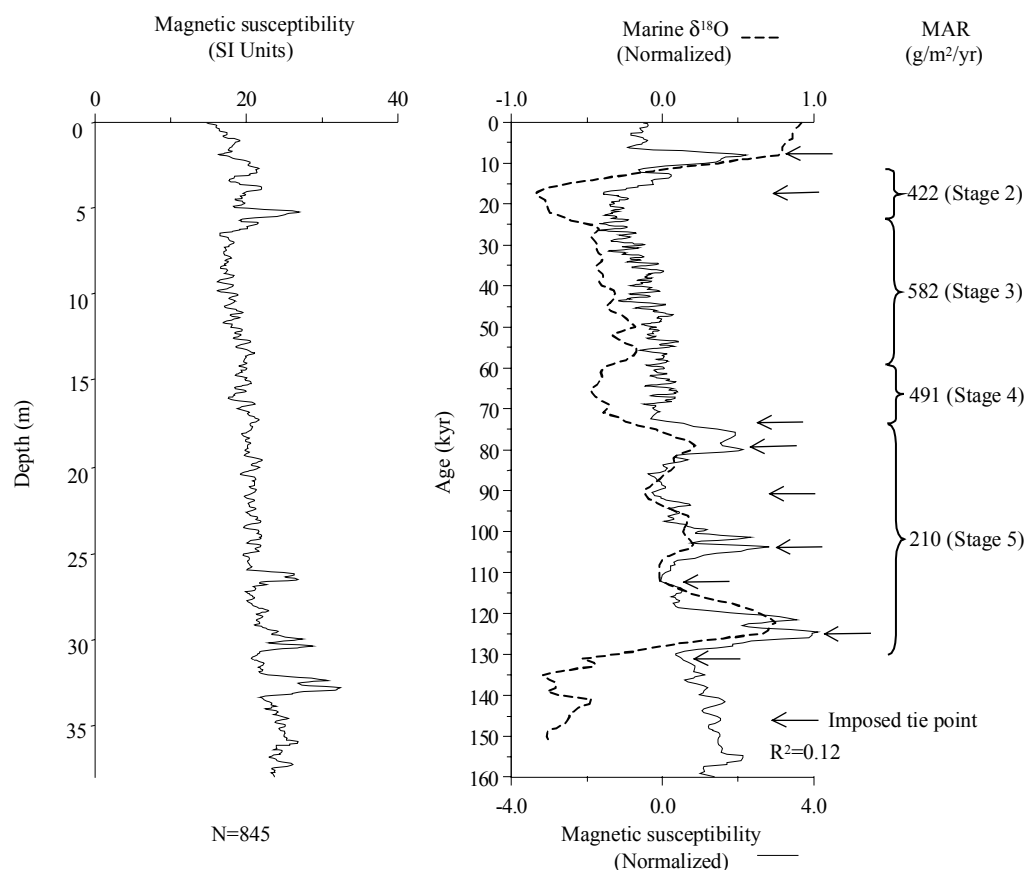 Magnetic susceptibility
(SI Units)
0 20 40
0
5
10
15
20
25
30
35
Depth (m)
N=845
Marine δ¹⁸O
(Normalized)
-1.0 0.0 1.0
0
10
20
30
40
50
60
70
80
90
100
110
120
130
140
150
160
Age (kyr)
-4.0 0.0 4.0
Magnetic susceptibility
(Normalized)
Imposed tie point
R²=0.12
MAR
(g/m²/yr)
422 (Stage 2)
582 (Stage 3)
491 (Stage 4)
210 (Stage 5)